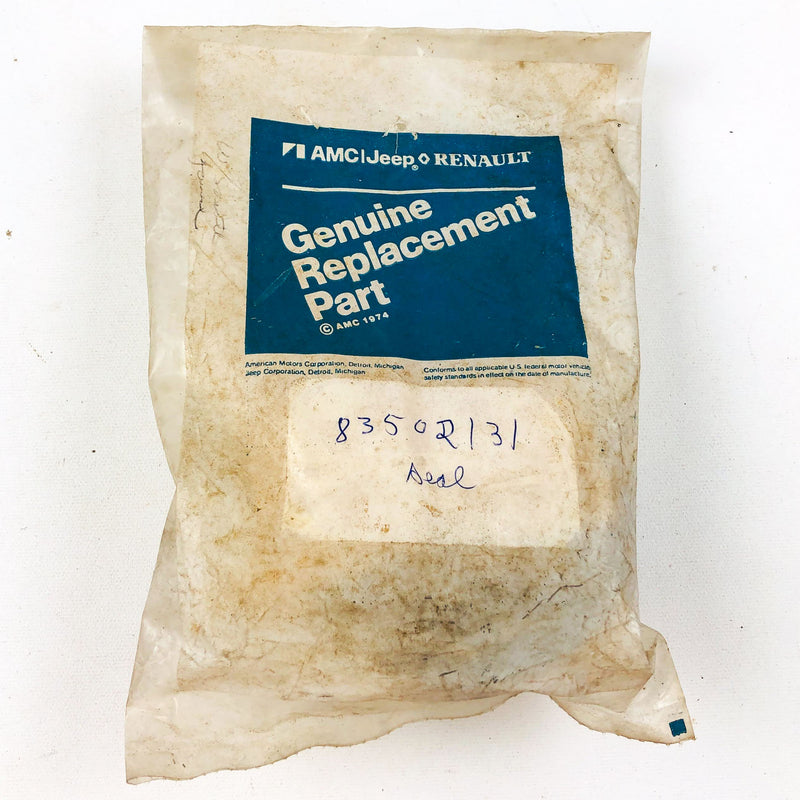 AMC|Jeep® RENAULT
Genuine
Replacement
Part
© AMC 1974
American Motors Corporation, Detroit, Michigan
Jeep Corporation, Detroit, Michigan
Conforms to all applicable U.S. federal motor vehicle
safety standards in effect on the date of manufacture.
83502131
Seal